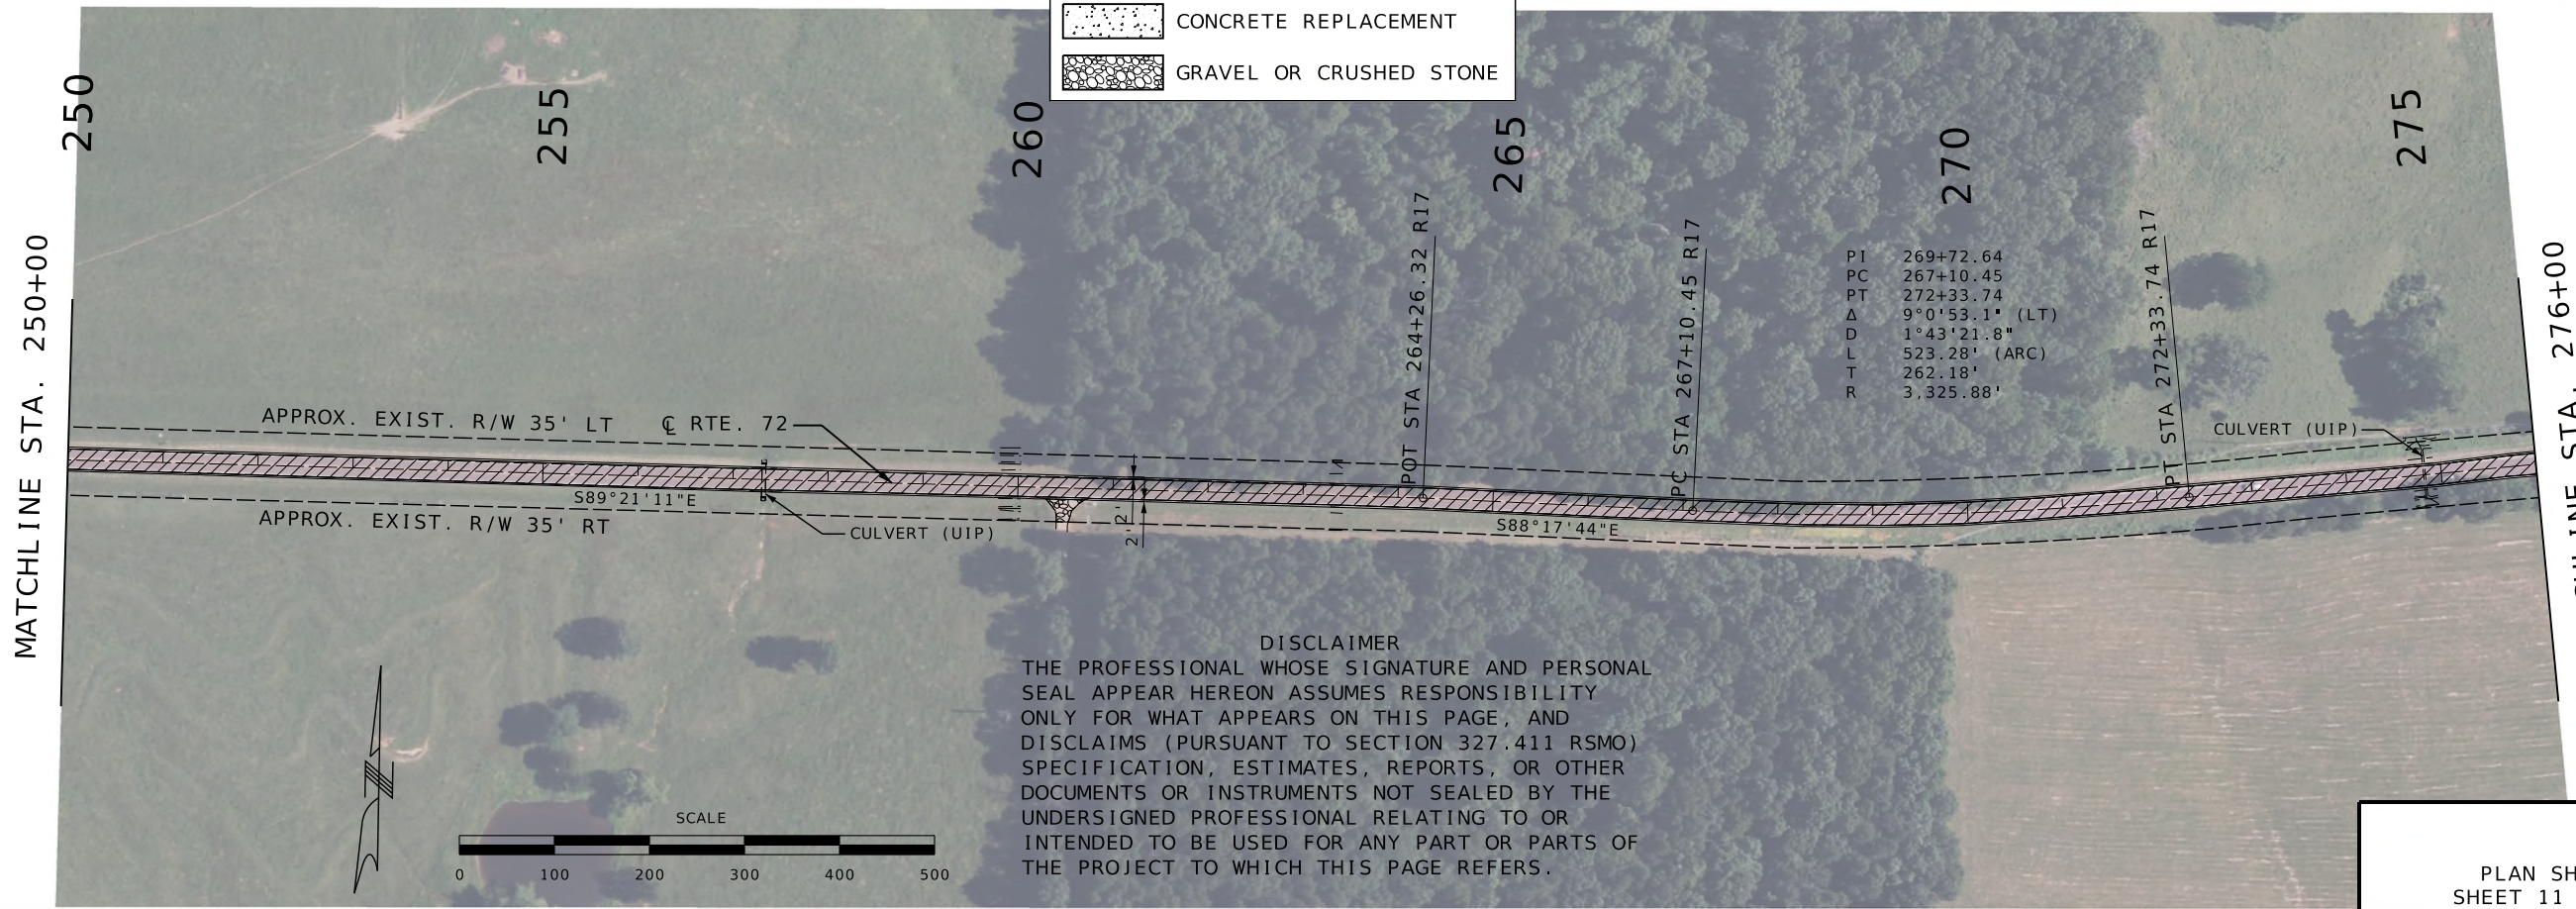 CONCRETE REPLACEMENT
GRAVEL OR CRUSHED STONE
250
255
260
265
270
275
MATCHLINE STA. 250+00
STA. 276+00
POT STA 264+26.32 R17
PC STA 267+10.45 R17
PT STA 272+33.74 R17
PI 269+72.64
PC 267+10.45
PT 272+33.74
Δ 9°0'53.1" (LT)
D 1°43'21.8"
L 523.28' (ARC)
T 262.18'
R 3,325.88'
APPROX. EXIST. R/W 35' LT
℄ RTE. 72
CULVERT (UIP)
S89°21'11"E
APPROX. EXIST. R/W 35' RT
CULVERT (UIP)
2'
2'
S88°17'44"E
DISCLAIMER
THE PROFESSIONAL WHOSE SIGNATURE AND PERSONAL
SEAL APPEAR HEREON ASSUMES RESPONSIBILITY
ONLY FOR WHAT APPEARS ON THIS PAGE, AND
DISCLAIMS (PURSUANT TO SECTION 327.411 RSMO)
SPECIFICATION, ESTIMATES, REPORTS, OR OTHER
DOCUMENTS OR INSTRUMENTS NOT SEALED BY THE
UNDERSIGNED PROFESSIONAL RELATING TO OR
INTENDED TO BE USED FOR ANY PART OR PARTS OF
THE PROJECT TO WHICH THIS PAGE REFERS.
N
SCALE
0 100 200 300 400 500
PLAN SH
SHEET 11